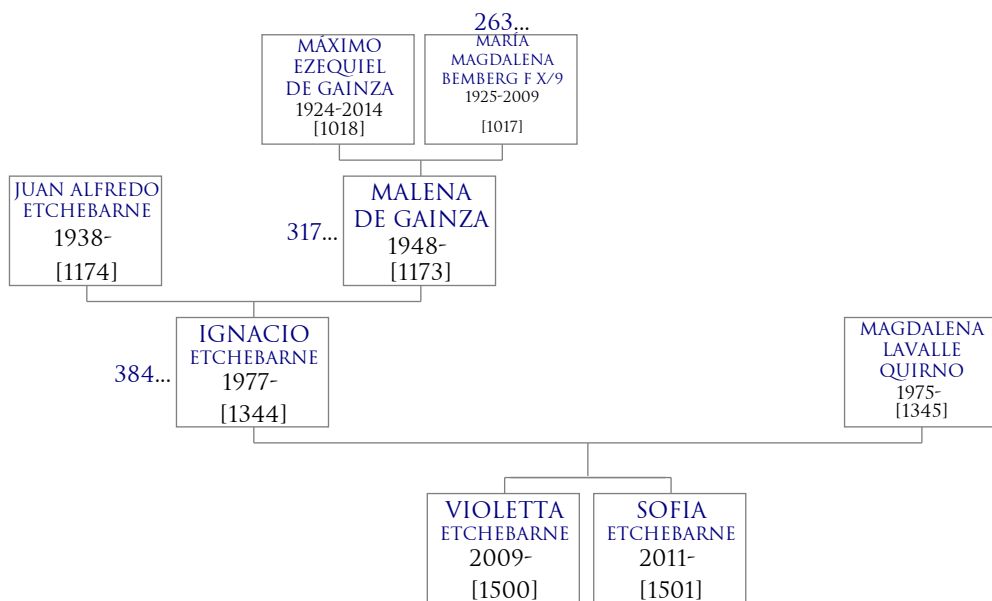 263...
MÁXIMO
EZEQUIEL
DE GAINZA
1924-2014
[1018]
MARÍA
MAGDALENA
BEMBERG F X/9
1925-2009
[1017]
JUAN ALFREDO
ETCHEBARNE
1938-
[1174]
317...
MALENA
DE GAINZA
1948-
[1173]
384...
IGNACIO
ETCHEBARNE
1977-
[1344]
MAGDALENA
LAVALLE
QUIRNO
1975-
[1345]
VIOLETTA
ETCHEBARNE
2009-
[1500]
SOFIA
ETCHEBARNE
2011-
[1501]